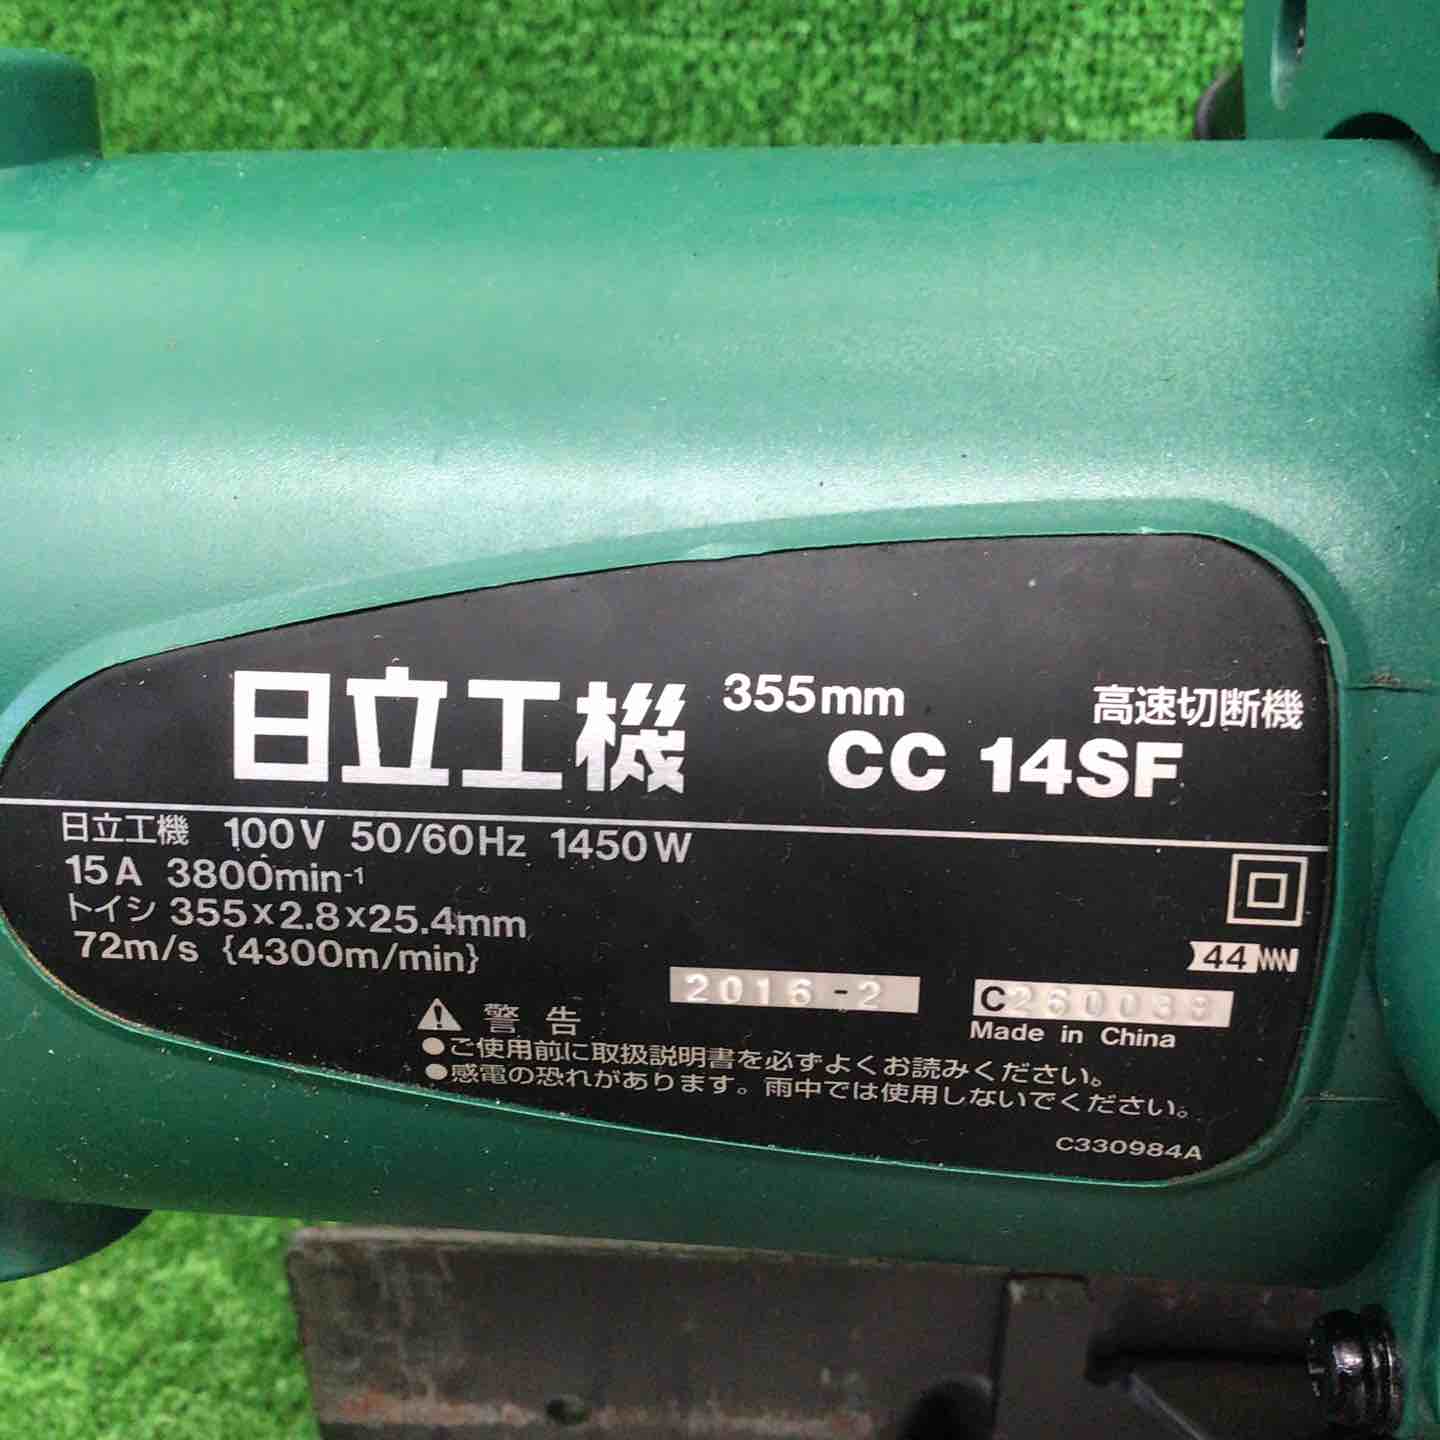 日立工機 355mm 高速切断機
CC 14SF
日立工機 100V 50/60Hz 1450W
15A 3800min⁻¹
トイシ 355×2.8×25.4mm
72m/s {4300m/min}
44
2016-2
Made in China
⚠ 警告
●ご使用前に取扱説明書を必ずよくお読みください。
●感電の恐れがあります。雨中では使用しないでください。
C330984A